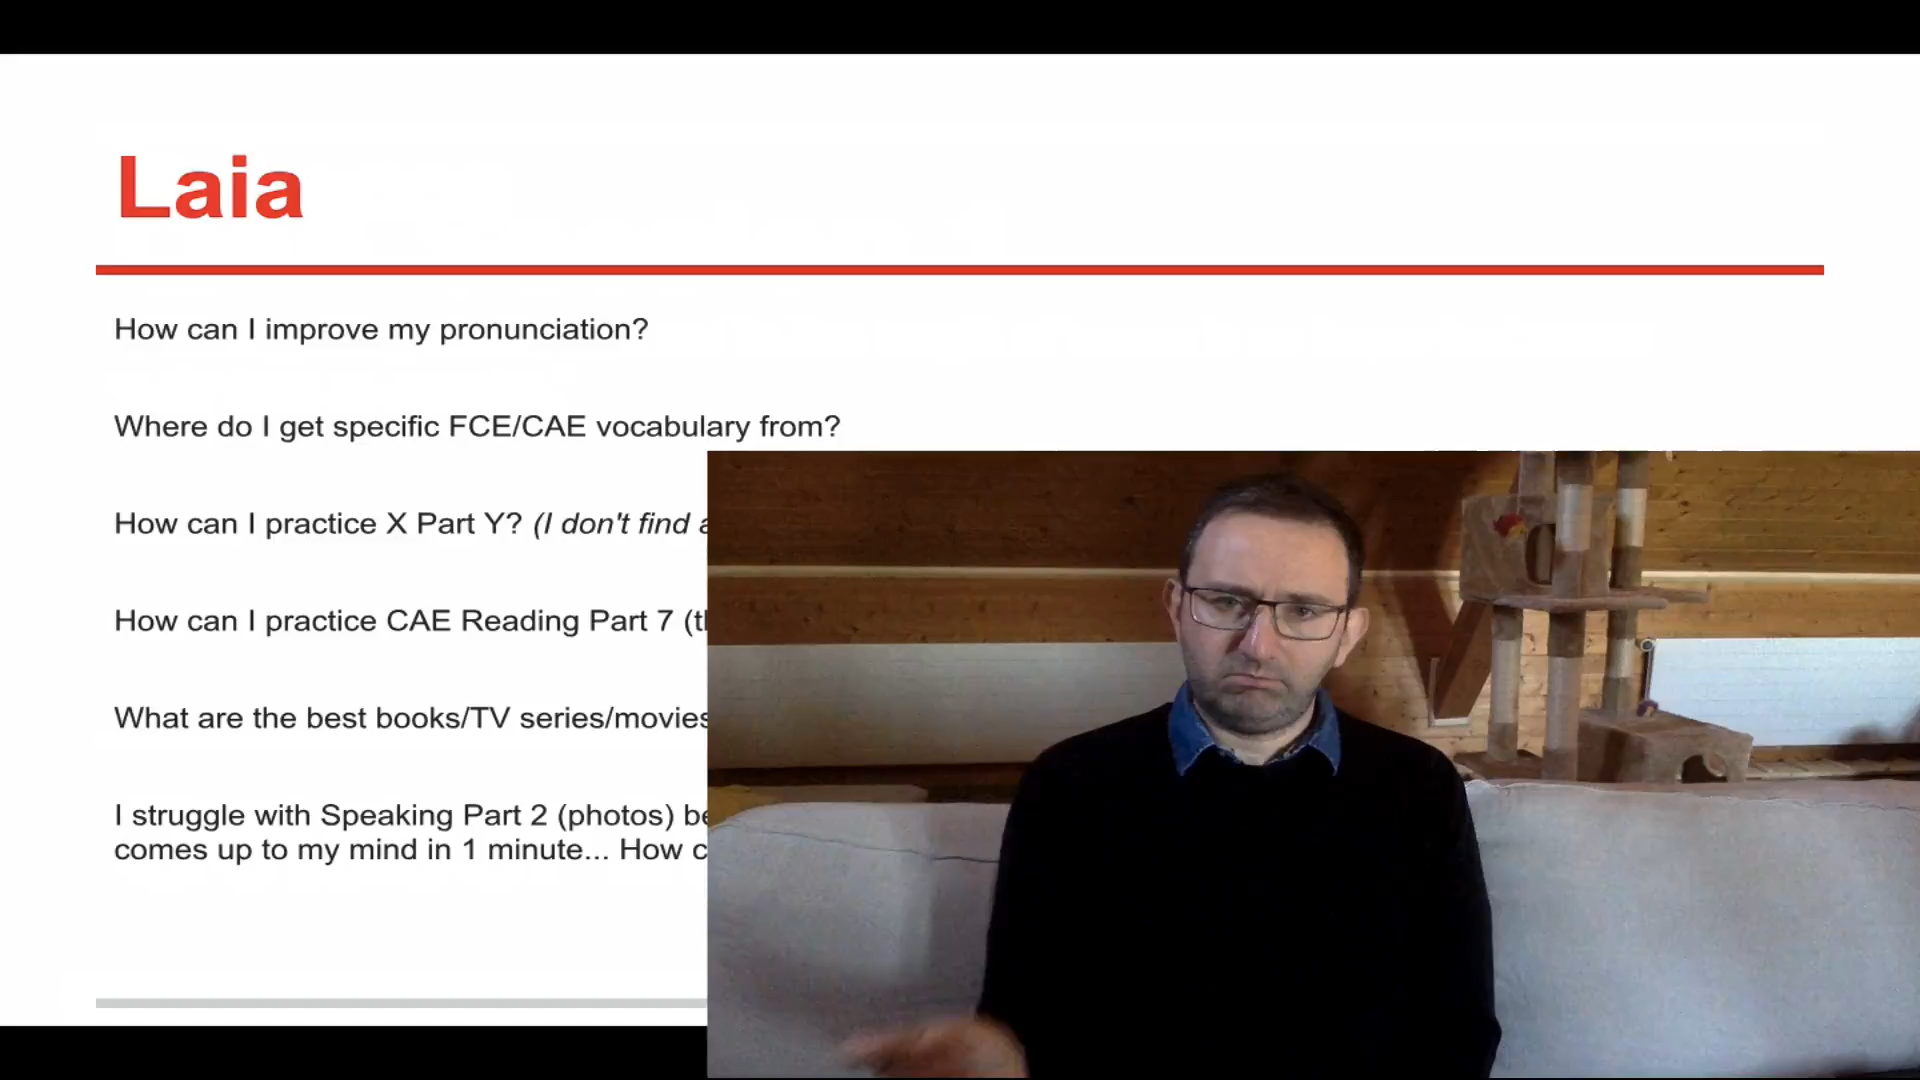 Laia
How can I improve my pronunciation?
Where do I get specific FCE/CAE vocabulary from?
How can I practice X Part Y? (I don't find
How can I practice CAE Reading Part 7
What are the best books/TV series/movies
I struggle with Speaking Part 2 (photos)
comes up to my mind in 1 minute... How